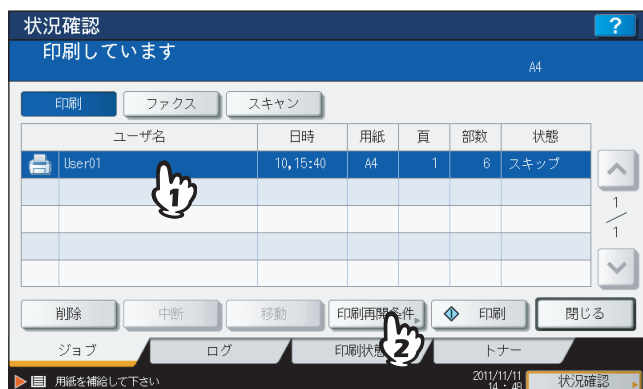 状況確認
?
印刷しています
A4
印刷 ファクス スキャン
ユーザ名 日時 用紙 頁 部数 状態
User01 10,15:40 A4 1 6 スキップ
1
1
1
削除 中断 移動 印刷再開条件 印刷 閉じる
2
ジョブ ログ 印刷状態 トナー
用紙を補給して下さい
2011/11/11
14:48
状況確認